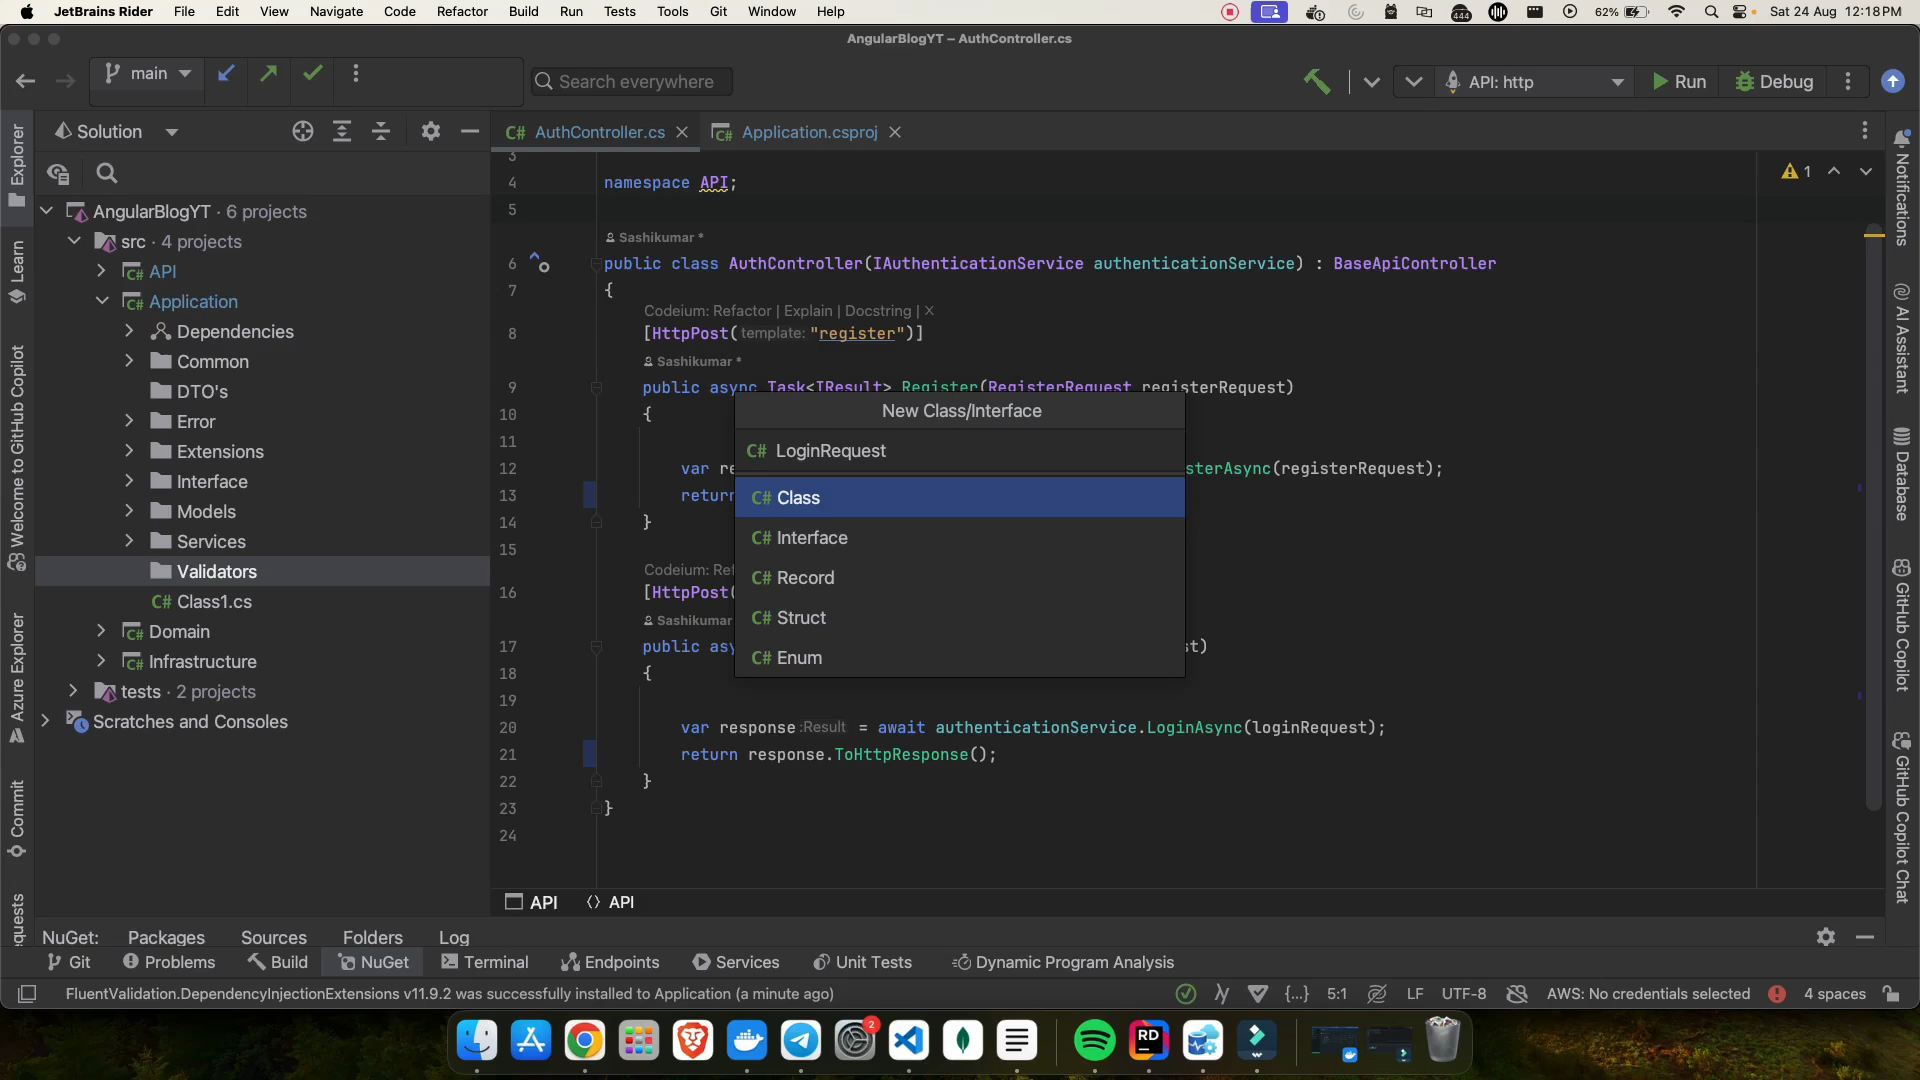 JetBrains Rider File Edit View Navigate Code Refactor Build Run Tests Tools Git Window Help 444 62% Sat 24 Aug 12:18 PM
AngularBlogYT – AuthController.cs
main Search everywhere API: http Run Debug
Solution AuthController.cs Application.csproj
Explorer
Learn
Welcome to GitHub Copilot
Azure Explorer
Commit
AngularBlogYT · 6 projects
src · 4 projects
API
Application
Dependencies
Common
DTO's
Error
Extensions
Interface
Models
Services
Validators
C# Class1.cs
Domain
Infrastructure
tests · 2 projects
Scratches and Consoles
1
3
4 namespace API;
5
Sashikumar *
6 public class AuthController(IAuthenticationService authenticationService) : BaseApiController
7 {
Codeium: Refactor | Explain | Docstring | X
8 [HttpPost(template: "register")]
Sashikumar *
9 public async Task<IResult> Register(RegisterRequest registerRequest)
10 {
11
12 var re sterAsync(registerRequest);
13 return
14 }
15
Codeium: Ref
16 [HttpPost(
Sashikumar
17 public asy st)
18 {
19
20 var response :Result = await authenticationService.LoginAsync(loginRequest);
21 return response.ToHttpResponse();
22 }
23 }
24
New Class/Interface
C# LoginRequest
C# Class
C# Interface
C# Record
C# Struct
C# Enum
API API
Notifications
AI Assistant
Database
GitHub Copilot
GitHub Copilot Chat
NuGet: Packages Sources Folders Log
Git Problems Build NuGet Terminal Endpoints Services Unit Tests Dynamic Program Analysis
FluentValidation.DependencyInjectionExtensions v11.9.2 was successfully installed to Application (a minute ago) {...} 5:1 LF UTF-8 AWS: No credentials selected 4 spaces
2
RD